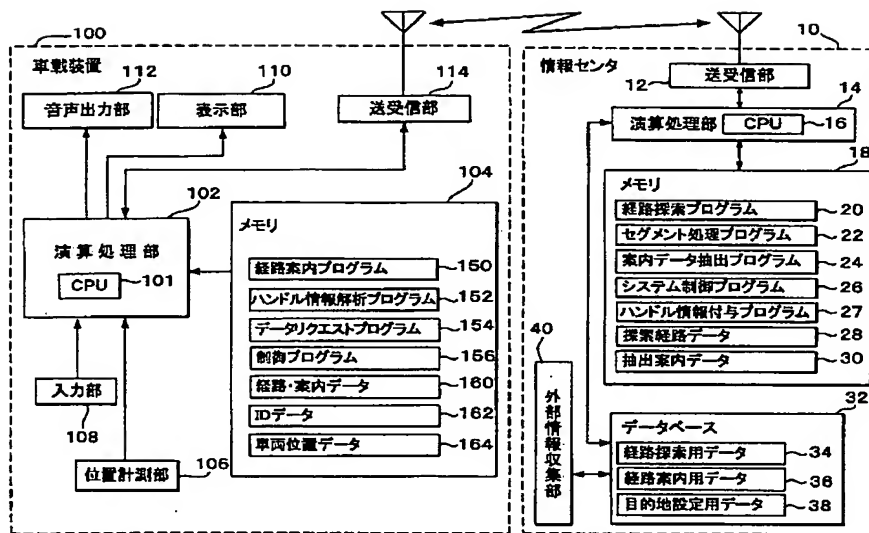 100
車載装置
112
110
114
音声出力部
表示部
送受信部
102
104
演算処理部
CPU
101
メモリ
経路案内プログラム
150
ハンドル情報解析プログラム
152
データリクエストプログラム
154
制御プログラム
156
経路・案内データ
160
IDデータ
162
車両位置データ
164
入力部
108
位置計測部
106
10
情報センタ
12
送受信部
14
演算処理部
CPU
16
18
メモリ
経路探索プログラム
20
セグメント処理プログラム
22
案内データ抽出プログラム
24
システム制御プログラム
26
ハンドル情報付与プログラム
27
探索経路データ
28
抽出案内データ
30
40
外部情報収集部
32
データベース
経路探索用データ
34
経路案内用データ
36
目的地設定用データ
38